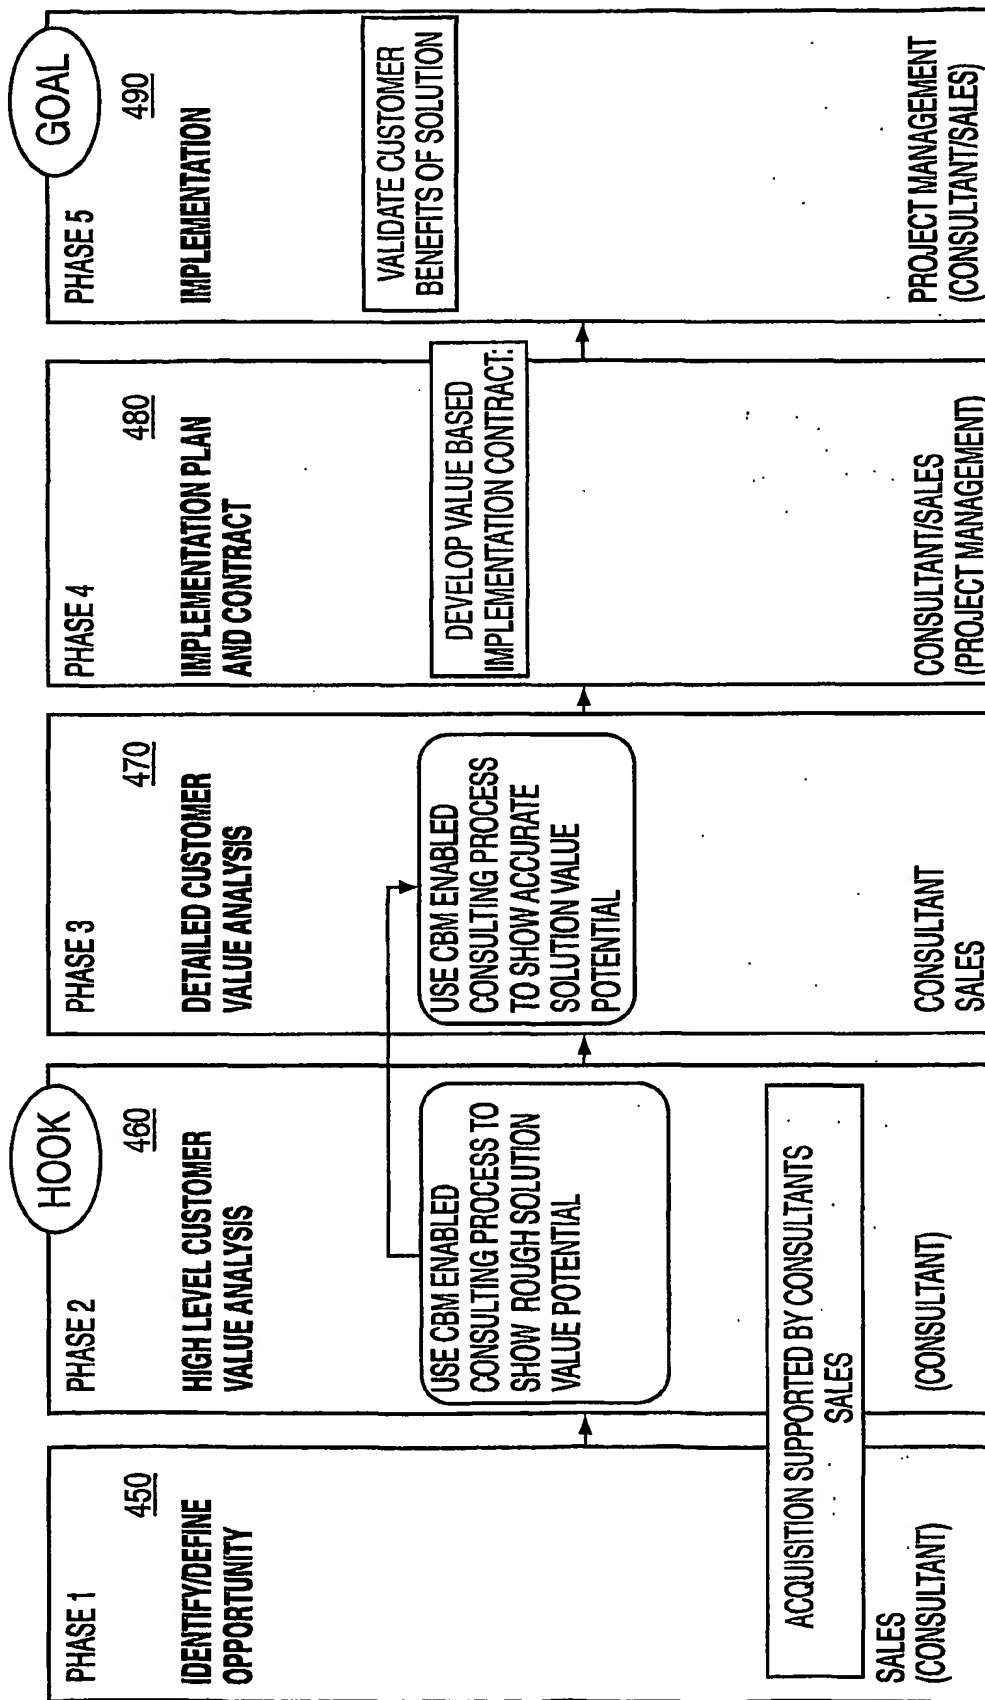 PHASE 1
450
IDENTIFY/DEFINE
OPPORTUNITY
SALES
(CONSULTANT)
HOOK
PHASE 2
460
HIGH LEVEL CUSTOMER
VALUE ANALYSIS
USE CBM ENABLED
CONSULTING PROCESS TO
SHOW ROUGH SOLUTION
VALUE POTENTIAL
ACQUISITION SUPPORTED BY CONSULTANTS
SALES
(CONSULTANT)
PHASE 3
470
DETAILED CUSTOMER
VALUE ANALYSIS
USE CBM ENABLED
CONSULTING PROCESS
TO SHOW ACCURATE
SOLUTION VALUE
POTENTIAL
CONSULTANT
SALES
PHASE 4
480
IMPLEMENTATION PLAN
AND CONTRACT
DEVELOP VALUE BASED
IMPLEMENTATION CONTRACT:
CONSULTANT/SALES
(PROJECT MANAGEMENT)
GOAL
PHASE 5
490
IMPLEMENTATION
VALIDATE CUSTOMER
BENEFITS OF SOLUTION
PROJECT MANAGEMENT
(CONSULTANT/SALES)